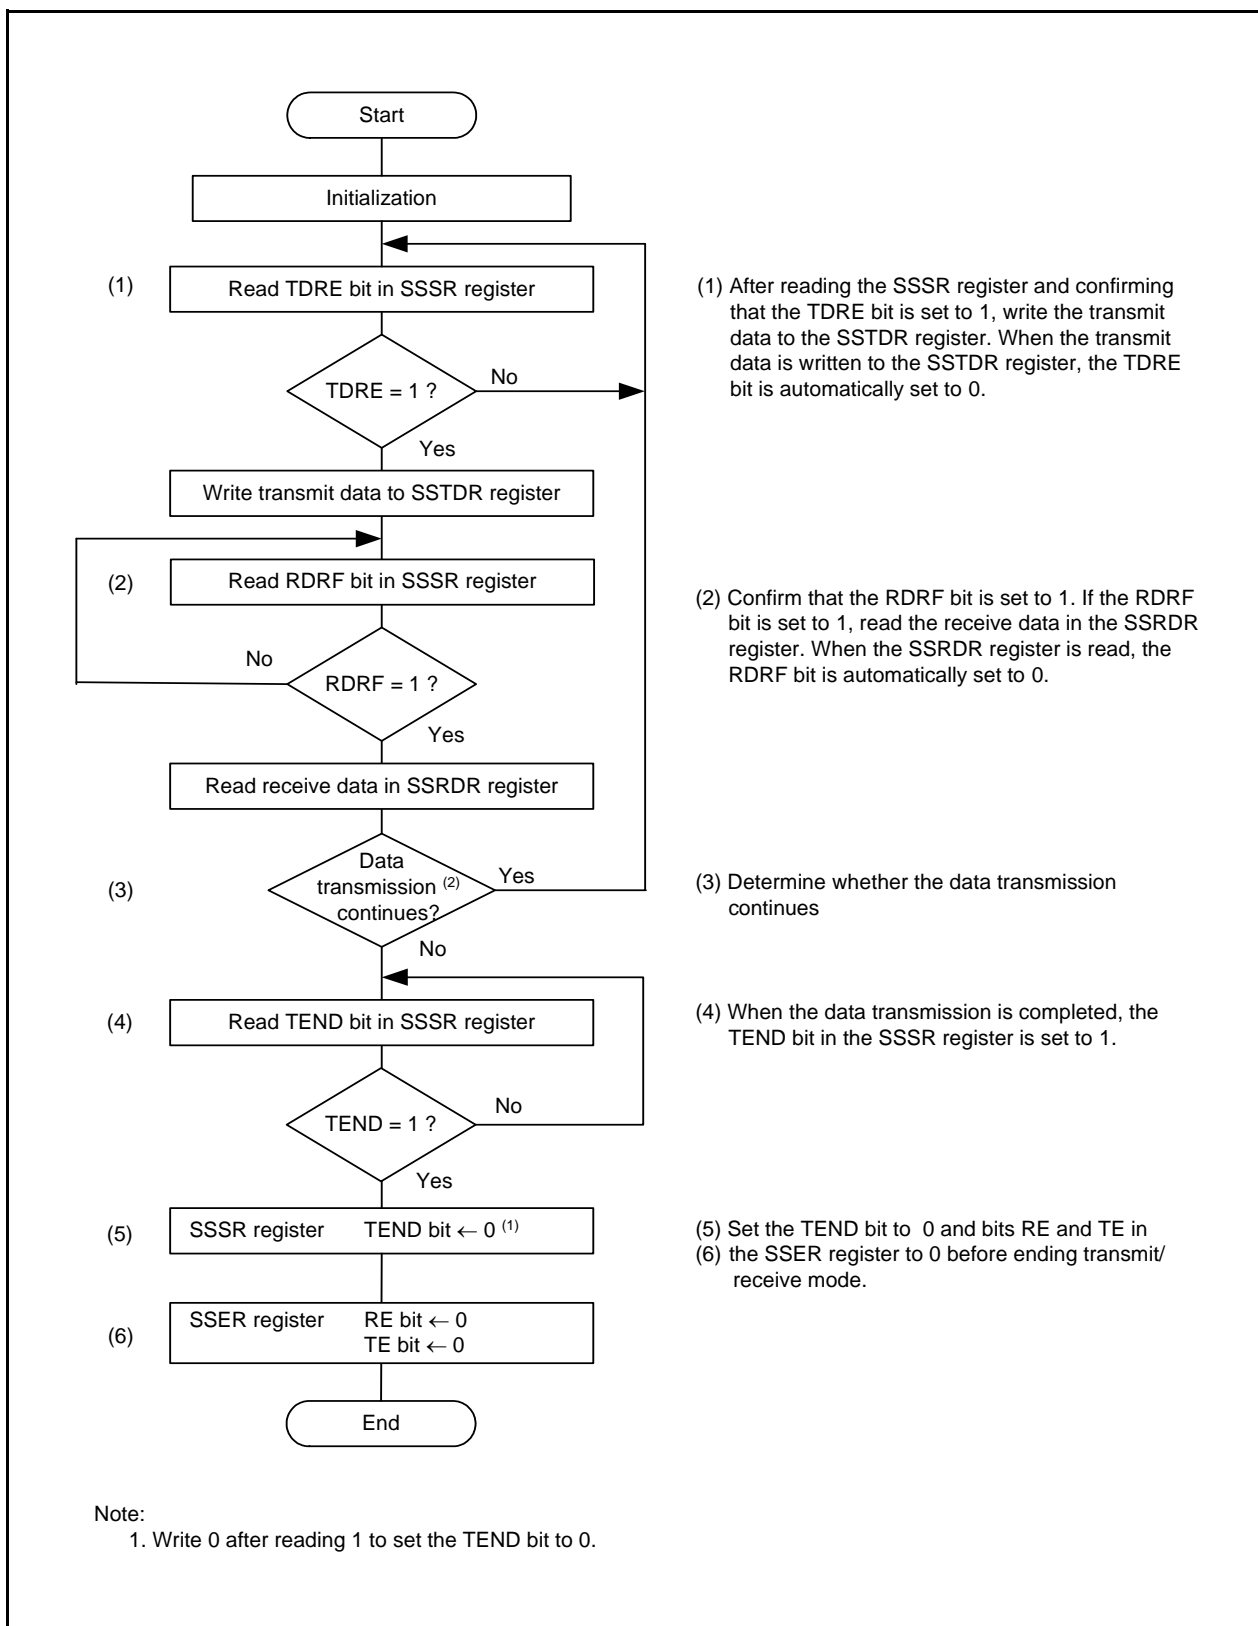 Start
Initialization
(1)
Read TDRE bit in SSSR register
(1) After reading the SSSR register and confirming
that the TDRE bit is set to 1, write the transmit
data to the SSTDR register. When the transmit
data is written to the SSTDR register, the TDRE
bit is automatically set to 0.
TDRE = 1 ?
No
Yes
Write transmit data to SSTDR register
(2)
Read RDRF bit in SSSR register
(2) Confirm that the RDRF bit is set to 1. If the RDRF
bit is set to 1, read the receive data in the SSRDR
register. When the SSRDR register is read, the
RDRF bit is automatically set to 0.
No
RDRF = 1 ?
Yes
Read receive data in SSRDR register
(3)
Data
transmission (2)
continues?
Yes
(3) Determine whether the data transmission
continues
No
(4)
Read TEND bit in SSSR register
(4) When the data transmission is completed, the
TEND bit in the SSSR register is set to 1.
TEND = 1 ?
No
Yes
(5)
SSSR register TEND bit ← 0 (1)
(5) Set the TEND bit to 0 and bits RE and TE in
(6) the SSER register to 0 before ending transmit/
receive mode.
(6)
SSER register RE bit ← 0
TE bit ← 0
End
Note:
1. Write 0 after reading 1 to set the TEND bit to 0.